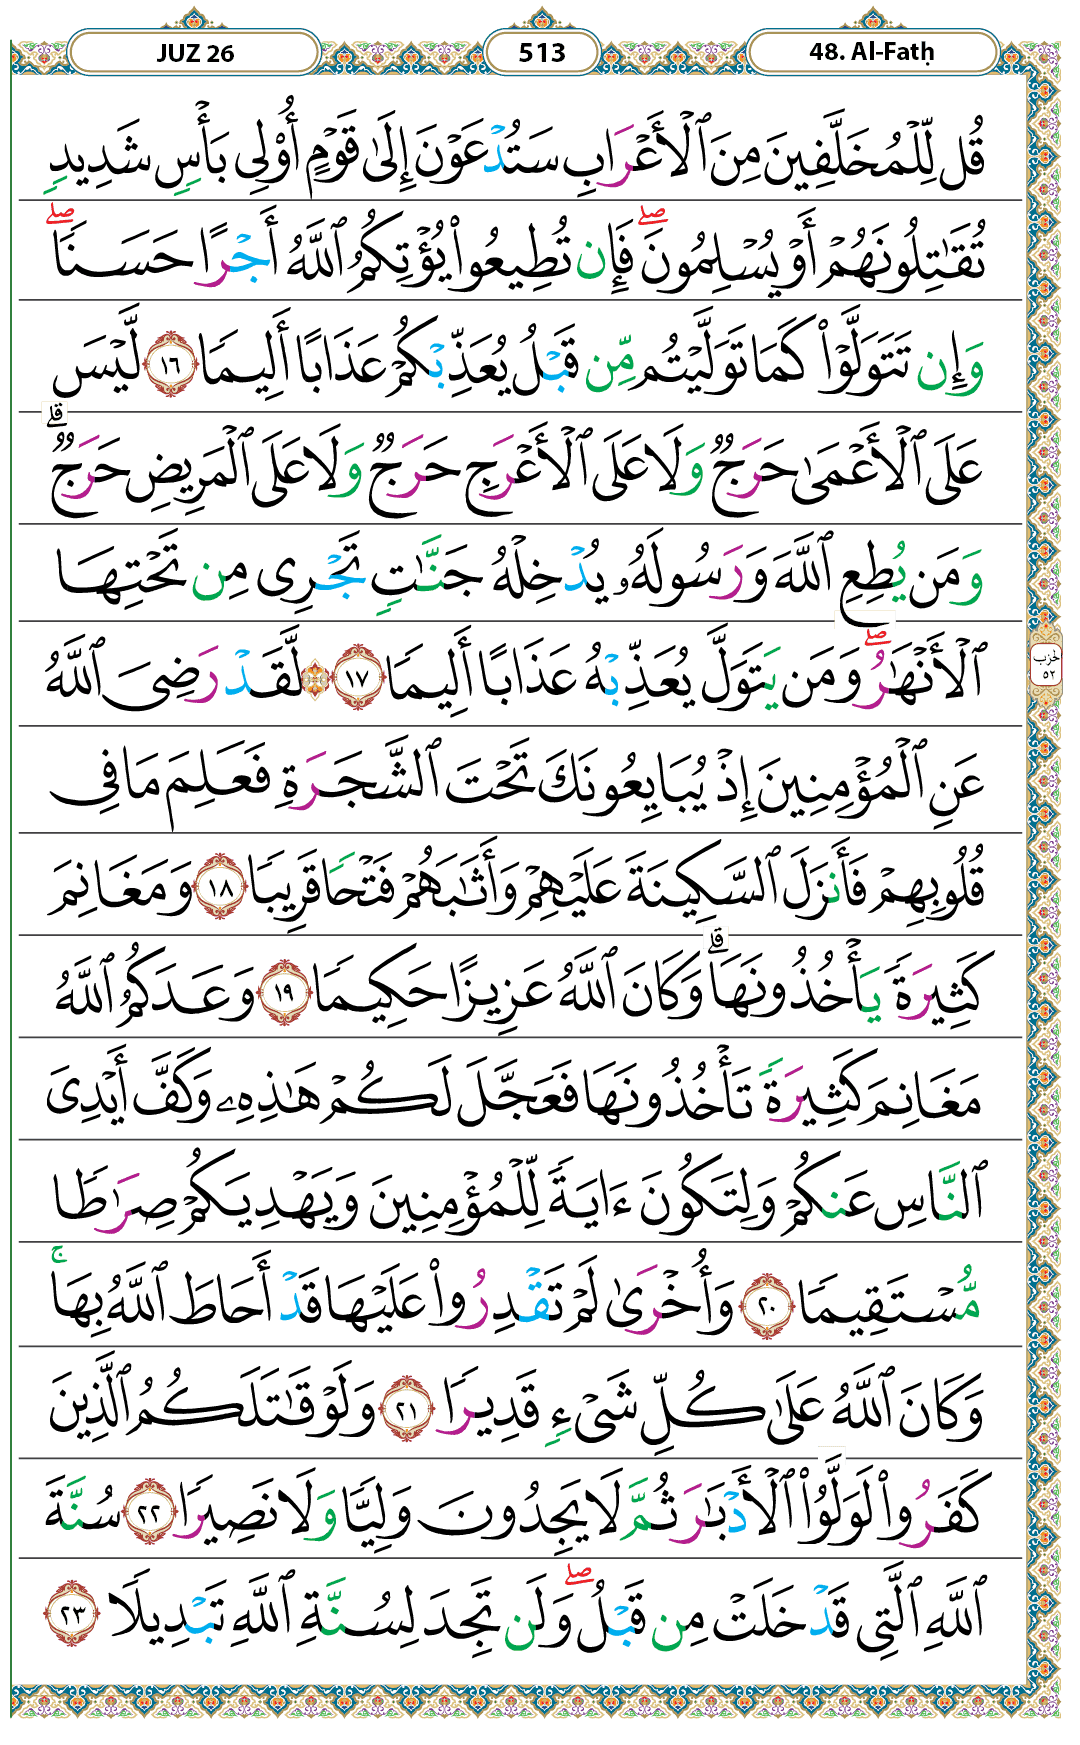 JUZ 26
513
48. Al-Fatḥ
قُل لِّلْمُخَلَّفِينَ مِنَ ٱلْأَعْرَابِ سَتُدْعَوْنَ إِلَىٰ قَوْمٍ أُو۟لِى بَأْسٍ شَدِيدٍ
تُقَٰتِلُونَهُمْ أَوْ يُسْلِمُونَ ۖ فَإِن تُطِيعُوا۟ يُؤْتِكُمُ ٱللَّهُ أَجْرًا حَسَنًا ۖ
وَإِن تَتَوَلَّوْا۟ كَمَا تَوَلَّيْتُم مِّن قَبْلُ يُعَذِّبْكُمْ عَذَابًا أَلِيمًا ١٦ لَّيْسَ
عَلَى ٱلْأَعْمَىٰ حَرَجٌ وَلَا عَلَى ٱلْأَعْرَجِ حَرَجٌ وَلَا عَلَى ٱلْمَرِيضِ حَرَجٌ ۗ
وَمَن يُطِعِ ٱللَّهَ وَرَسُولَهُۥ يُدْخِلْهُ جَنَّٰتٍ تَجْرِى مِن تَحْتِهَا
ٱلْأَنْهَٰرُ ۖ وَمَن يَتَوَلَّ يُعَذِّبْهُ عَذَابًا أَلِيمًا ١٧ ۞ لَّقَدْ رَضِىَ ٱللَّهُ
حزب ٥٢
عَنِ ٱلْمُؤْمِنِينَ إِذْ يُبَايِعُونَكَ تَحْتَ ٱلشَّجَرَةِ فَعَلِمَ مَا فِى
قُلُوبِهِمْ فَأَنزَلَ ٱلسَّكِينَةَ عَلَيْهِمْ وَأَثَٰبَهُمْ فَتْحًا قَرِيبًا ١٨ وَمَغَانِمَ
كَثِيرَةً يَأْخُذُونَهَا ۗ وَكَانَ ٱللَّهُ عَزِيزًا حَكِيمًا ١٩ وَعَدَكُمُ ٱللَّهُ
مَغَانِمَ كَثِيرَةً تَأْخُذُونَهَا فَعَجَّلَ لَكُمْ هَٰذِهِۦ وَكَفَّ أَيْدِىَ
ٱلنَّاسِ عَنكُمْ وَلِتَكُونَ ءَايَةً لِّلْمُؤْمِنِينَ وَيَهْدِيَكُمْ صِرَٰطًا
مُّسْتَقِيمًا ٢٠ وَأُخْرَىٰ لَمْ تَقْدِرُوا۟ عَلَيْهَا قَدْ أَحَاطَ ٱللَّهُ بِهَا ۚ
وَكَانَ ٱللَّهُ عَلَىٰ كُلِّ شَىْءٍ قَدِيرًا ٢١ وَلَوْ قَٰتَلَكُمُ ٱلَّذِينَ
كَفَرُوا۟ لَوَلَّوُا۟ ٱلْأَدْبَٰرَ ثُمَّ لَا يَجِدُونَ وَلِيًّا وَلَا نَصِيرًا ٢٢ سُنَّةَ
ٱللَّهِ ٱلَّتِى قَدْ خَلَتْ مِن قَبْلُ ۖ وَلَن تَجِدَ لِسُنَّةِ ٱللَّهِ تَبْدِيلًا ٢٣